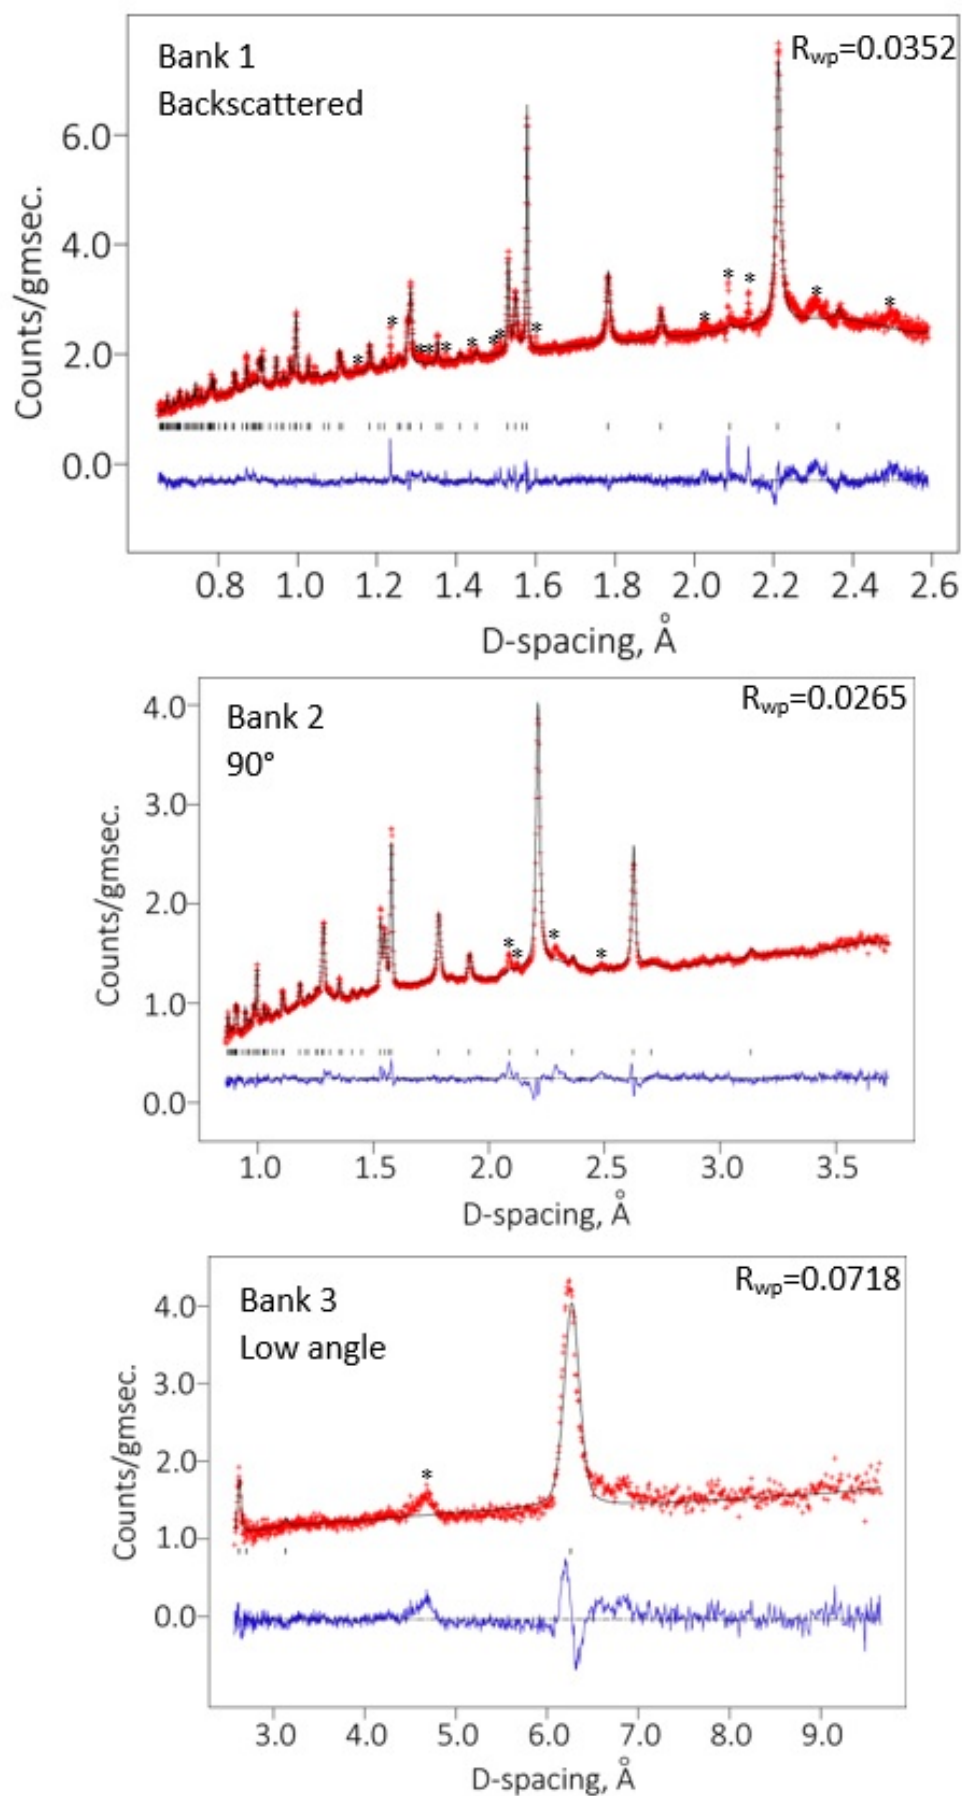 Bank 1
Backscattered
Rwp=0.0352
Counts/gmsec.
6.0
4.0
2.0
0.0
* * * * * * * * * * * * * *
0.8 1.0 1.2 1.4 1.6 1.8 2.0 2.2 2.4 2.6
D-spacing, Å
Bank 2
90°
Rwp=0.0265
Counts/gmsec.
4.0
3.0
2.0
1.0
0.0
* * * *
1.0 1.5 2.0 2.5 3.0 3.5
D-spacing, Å
Bank 3
Low angle
Rwp=0.0718
Counts/gmsec.
4.0
3.0
2.0
1.0
0.0
*
3.0 4.0 5.0 6.0 7.0 8.0 9.0
D-spacing, Å